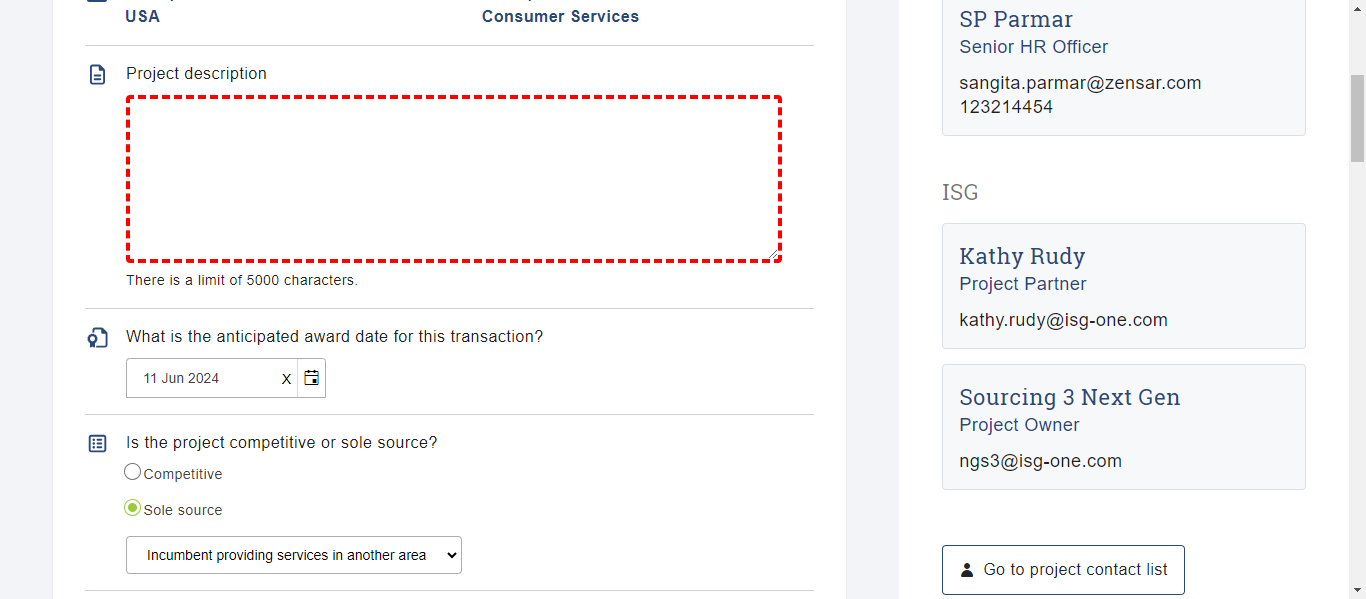 USA
Consumer Services
Project description
There is a limit of 5000 characters.
What is the anticipated award date for this transaction?
11 Jun 2024 X
Is the project competitive or sole source?
Competitive
Sole source
Incumbent providing services in another area
SP Parmar
Senior HR Officer
sangita.parmar@zensar.com
123214454
ISG
Kathy Rudy
Project Partner
kathy.rudy@isg-one.com
Sourcing 3 Next Gen
Project Owner
ngs3@isg-one.com
Go to project contact list